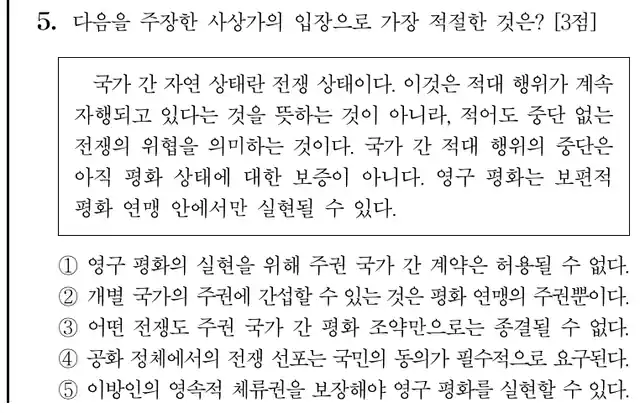 5. 다음을 주장한 사상가의 입장으로 가장 적절한 것은? [3점]
국가 간 자연 상태란 전쟁 상태이다. 이것은 적대 행위가 계속
자행되고 있다는 것을 뜻하는 것이 아니라, 적어도 중단 없는
전쟁의 위협을 의미하는 것이다. 국가 간 적대 행위의 중단은
아직 평화 상태에 대한 보증이 아니다. 영구 평화는 보편적
평화 연맹 안에서만 실현될 수 있다.
① 영구 평화의 실현을 위해 주권 국가 간 계약은 허용될 수 없다.
② 개별 국가의 주권에 간섭할 수 있는 것은 평화 연맹의 주권뿐이다.
③ 어떤 전쟁도 주권 국가 간 평화 조약만으로는 종결될 수 없다.
④ 공화 정체에서의 전쟁 선포는 국민의 동의가 필수적으로 요구된다.
⑤ 이방인의 영속적 체류권을 보장해야 영구 평화를 실현할 수 있다.